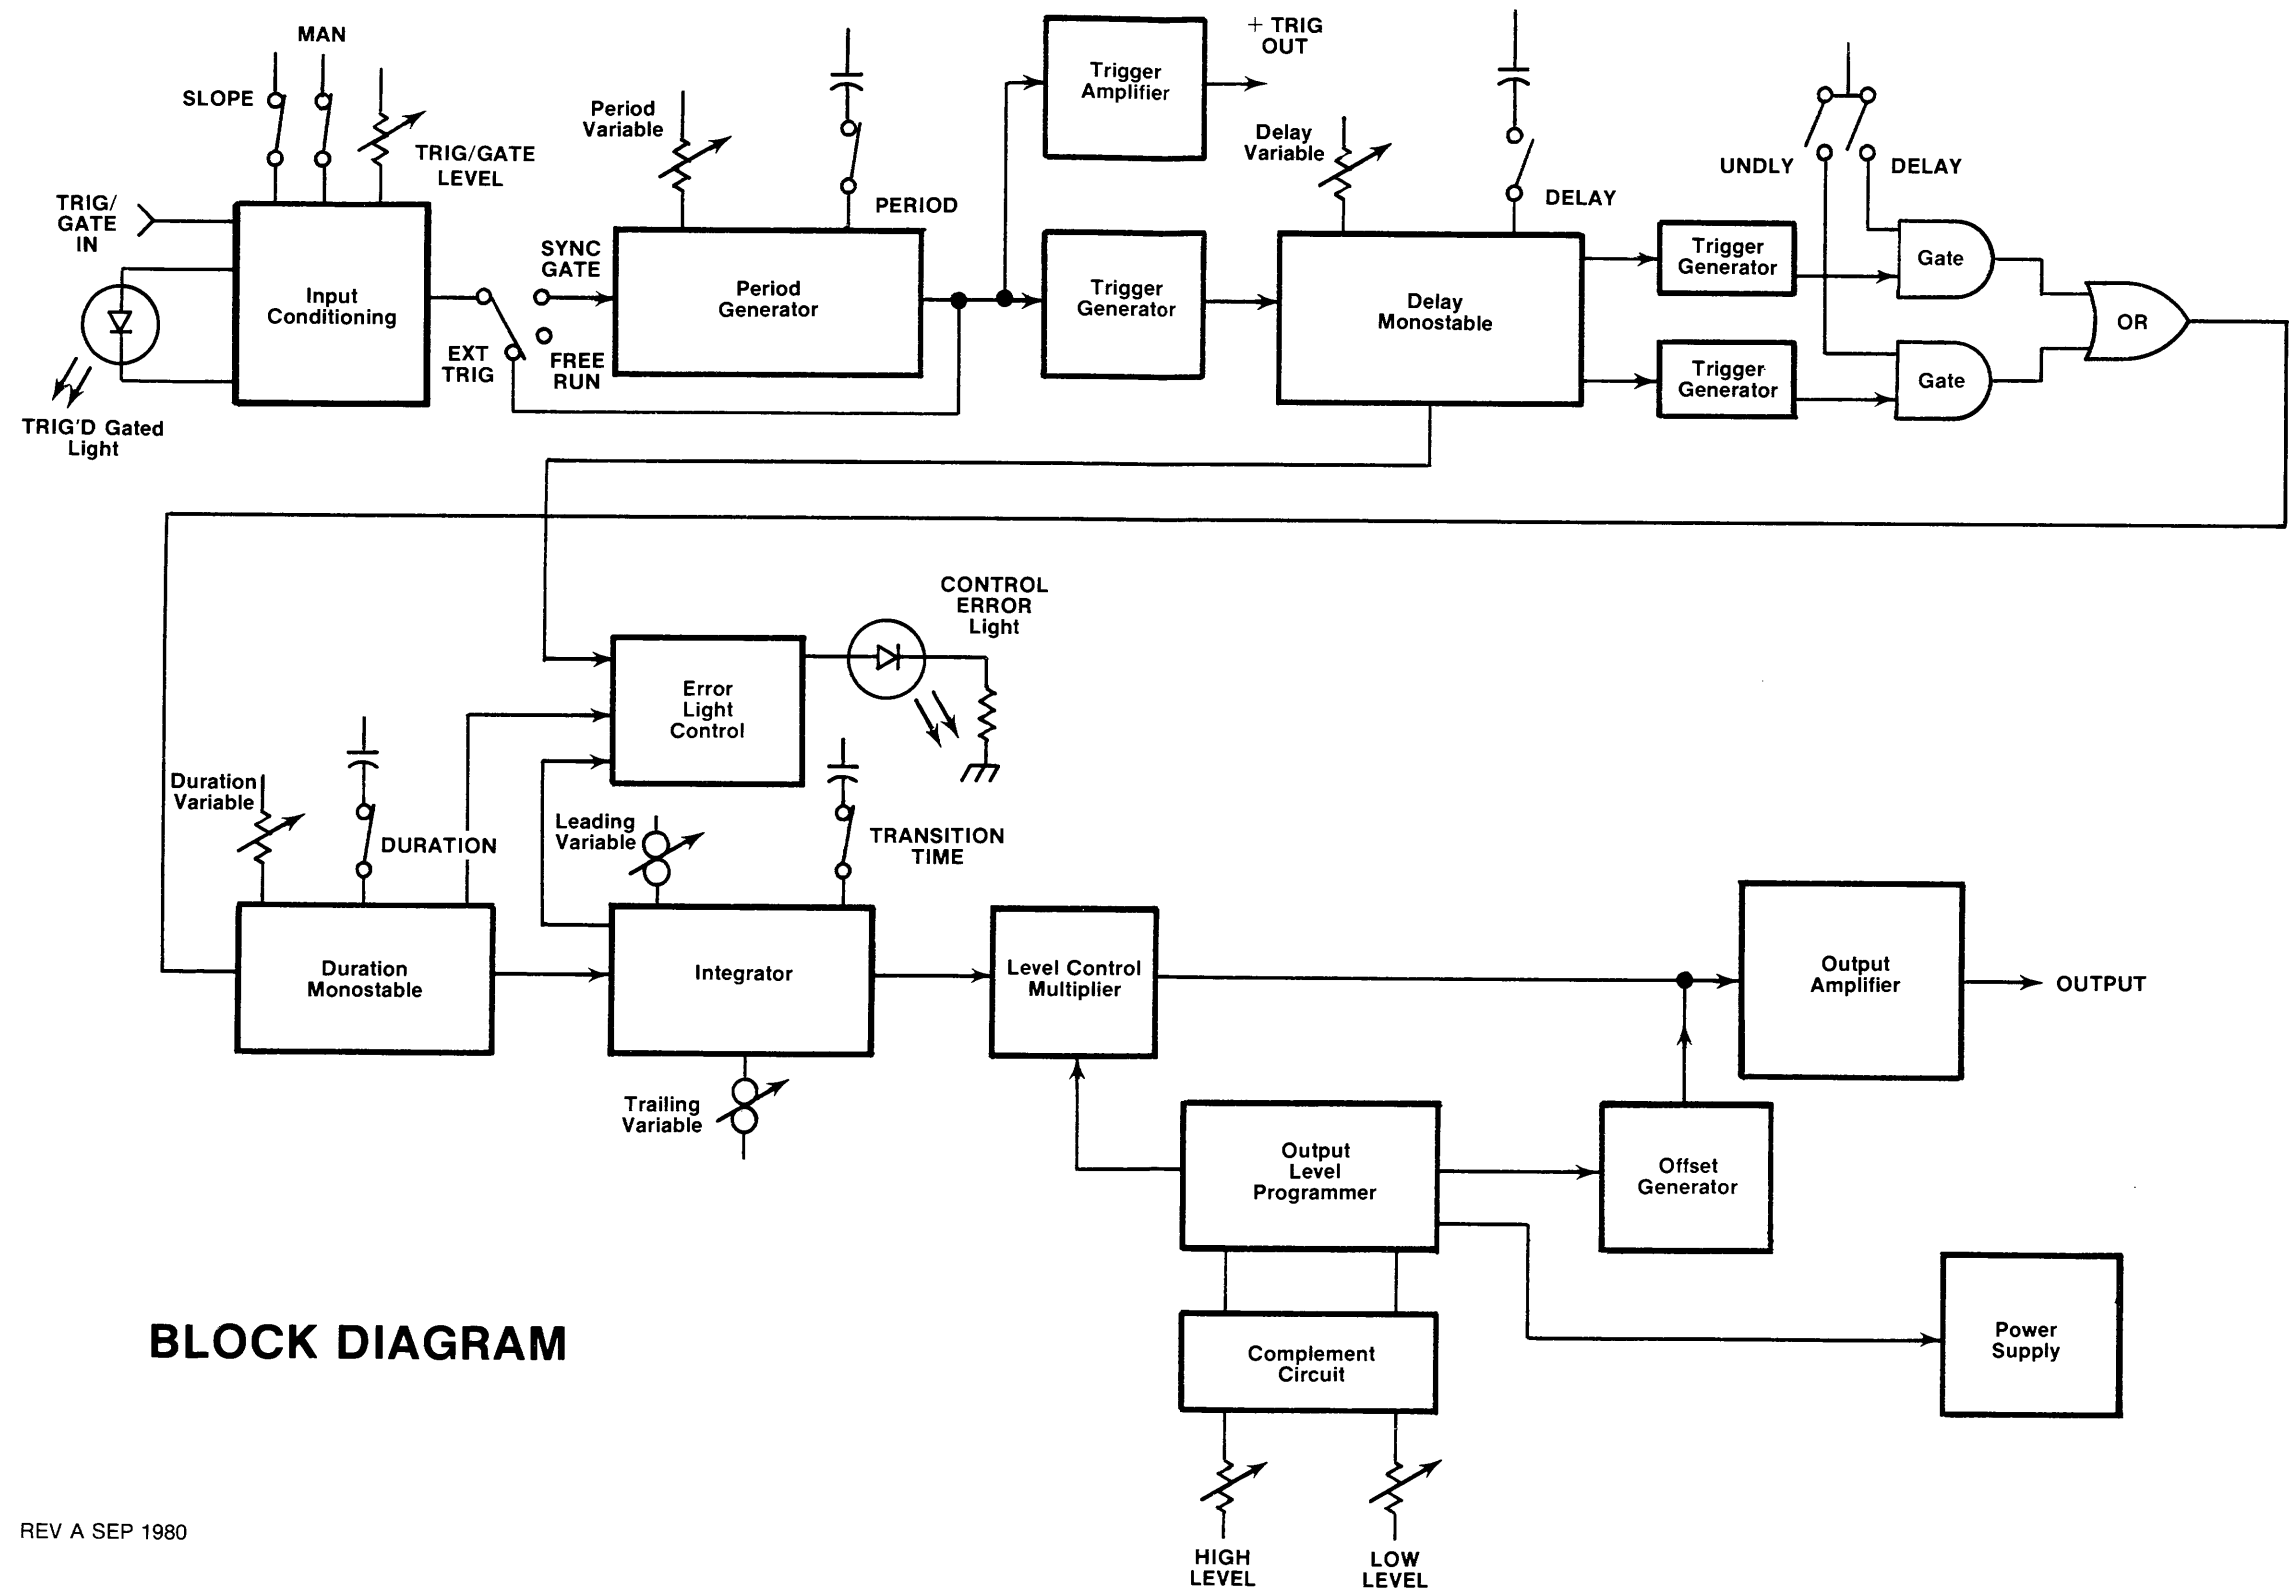 MAN
SLOPE
TRIG/GATE
LEVEL
TRIG/
GATE
IN
Input
Conditioning
TRIG'D Gated
Light
EXT
TRIG
SYNC
GATE
FREE
RUN
Period
Variable
PERIOD
Period
Generator
Trigger
Amplifier
+ TRIG
OUT
Trigger
Generator
Delay
Variable
DELAY
Delay
Monostable
Trigger
Generator
Trigger
Generator
UNDLY
DELAY
Gate
Gate
OR
CONTROL
ERROR
Light
Error
Light
Control
Duration
Variable
DURATION
Leading
Variable
TRANSITION
TIME
Duration
Monostable
Integrator
Trailing
Variable
Level Control
Multiplier
Output
Amplifier
OUTPUT
Output
Level
Programmer
Offset
Generator
Complement
Circuit
Power
Supply
HIGH
LEVEL
LOW
LEVEL
BLOCK DIAGRAM
REV A SEP 1980